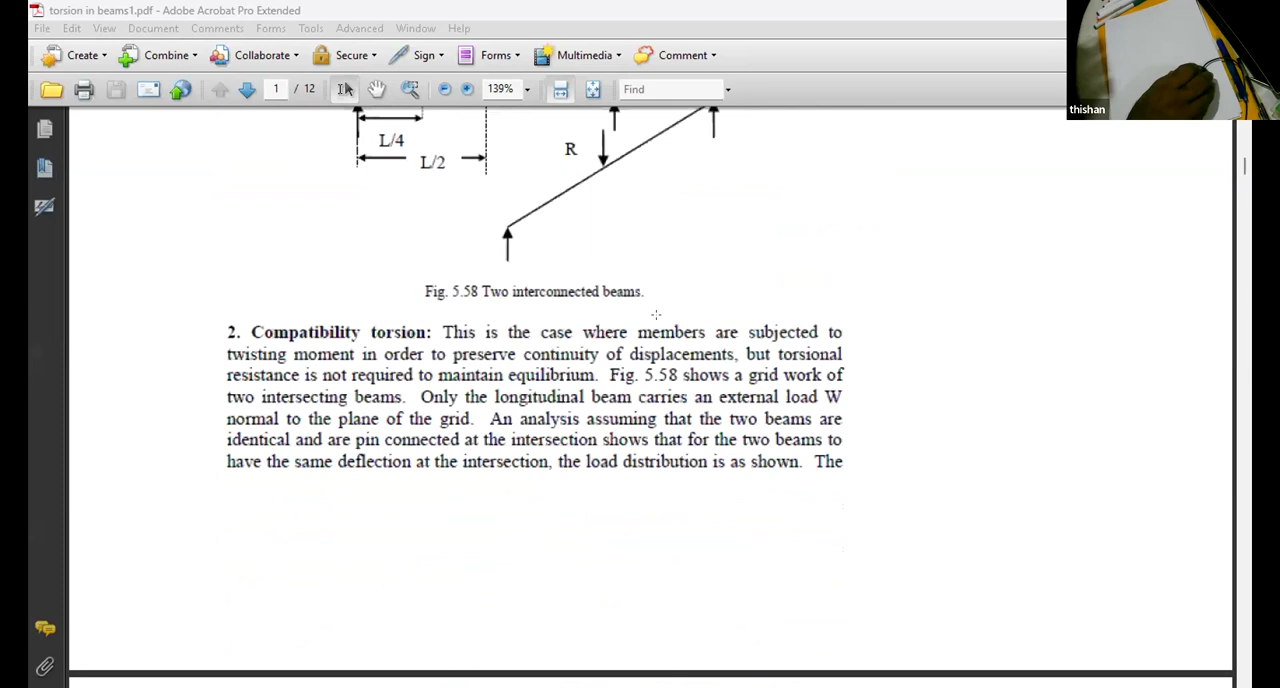 torsion in beams1.pdf - Adobe Acrobat Pro Extended
File Edit View Document Comments Forms Tools Advanced Window Help
Create Combine Collaborate Secure Sign Forms Multimedia Comment
1 / 12 139% Find
thishan
L/4
R
L/2
Fig. 5.58 Two interconnected beams.
2. Compatibility torsion: This is the case where members are subjected to
twisting moment in order to preserve continuity of displacements, but torsional
resistance is not required to maintain equilibrium. Fig. 5.58 shows a grid work of
two intersecting beams. Only the longitudinal beam carries an external load W
normal to the plane of the grid. An analysis assuming that the two beams are
identical and are pin connected at the intersection shows that for the two beams to
have the same deflection at the intersection, the load distribution is as shown. The